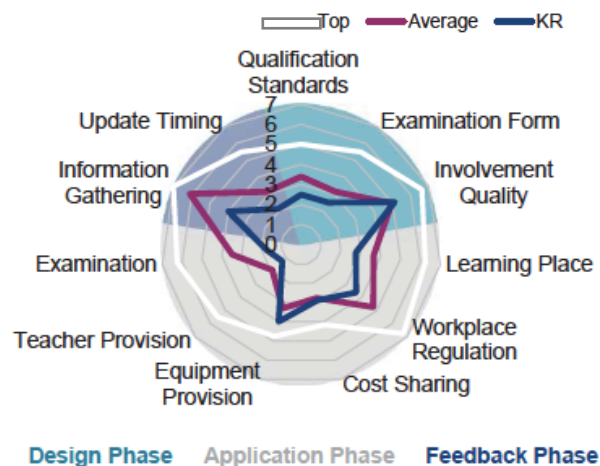 Top Average KR
Qualification
Standards
7
6
5
4
3
2
1
0
Update Timing
Examination Form
Information
Gathering
Involvement
Quality
Examination
Learning Place
Teacher Provision
Workplace
Regulation
Equipment
Provision
Cost Sharing
Design Phase Application Phase Feedback Phase